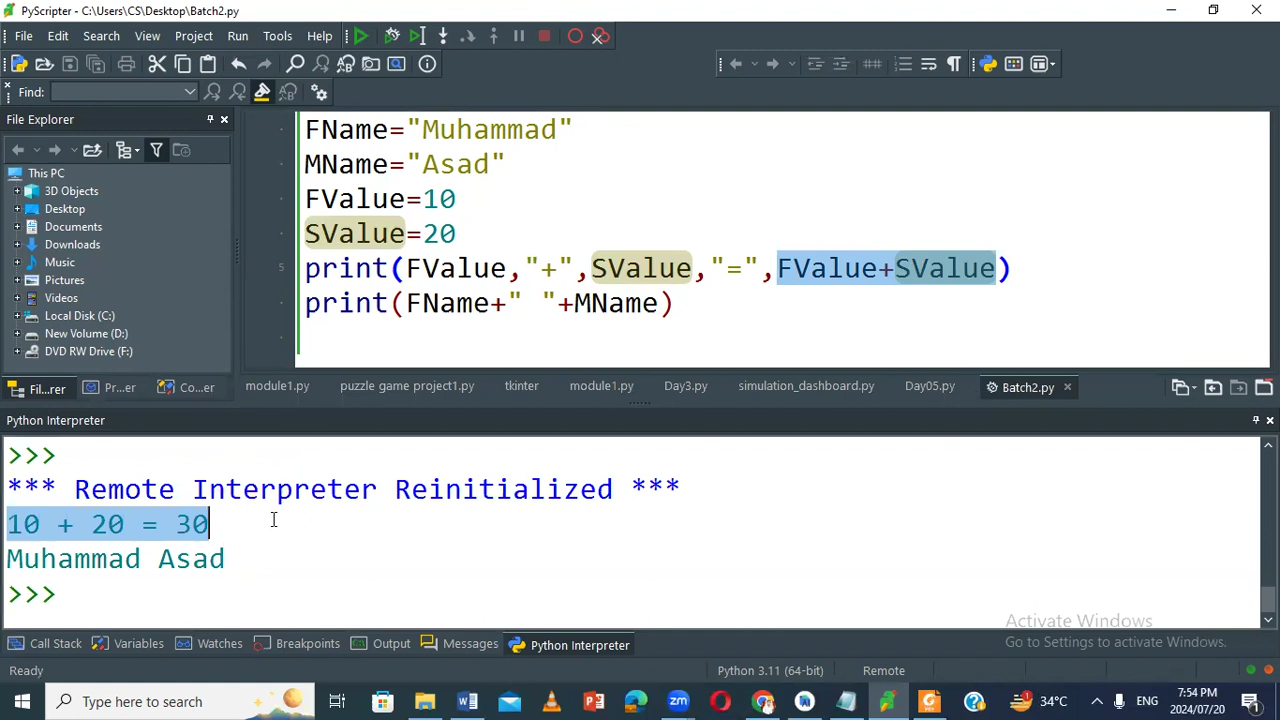 PyScripter - C:\Users\CS\Desktop\Batch2.py
File Edit Search View Project Run Tools Help
Find:
File Explorer
This PC
3D Objects
Desktop
Documents
Downloads
Music
Pictures
Videos
Local Disk (C:)
New Volume (D:)
DVD RW Drive (F:)
Fil...rer Pr...er Co...er
FName="Muhammad"
MName="Asad"
FValue=10
SValue=20
5 print(FValue,"+",SValue,"=",FValue+SValue)
print(FName+" "+MName)
module1.py puzzle game project1.py tkinter module1.py Day3.py simulation_dashboard.py Day05.py Batch2.py
Python Interpreter
>>>
*** Remote Interpreter Reinitialized ***
10 + 20 = 30
Muhammad Asad
>>>
Activate Windows
Go to Settings to activate Windows.
Call Stack Variables Watches Breakpoints Output Messages Python Interpreter
Ready Python 3.11 (64-bit) Remote
Type here to search 34°C ENG 7:54 PM
2024/07/20